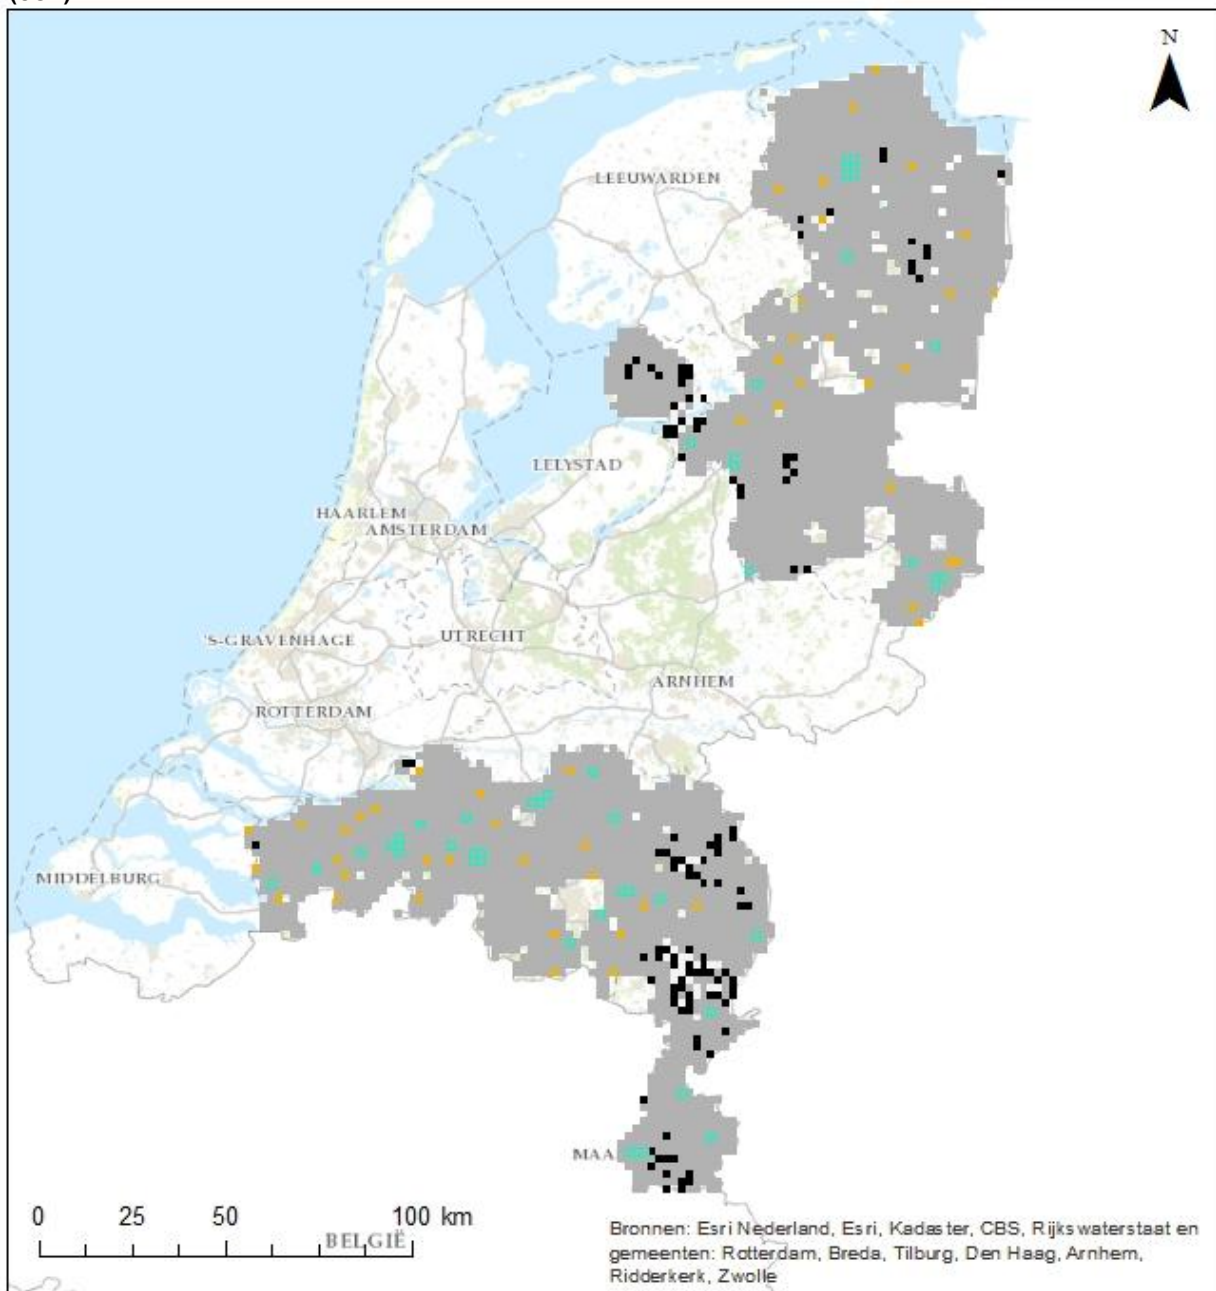 N
LEEUWARDEN
LELYSTAD
HAARLEM
AMSTERDAM
'S-GRAVENHAGE
UTRECHT
ARNHEM
ROTTERDAM
MIDDELBURG
MAA
0 25 50 100 km
BELGIË
Bronnen: Esri Nederland, Esri, Kadaster, CBS, Rijkswaterstaat en
gemeenten: Rotterdam, Breda, Tilburg, Den Haag, Arnhem,
Ridderkerk, Zwolle